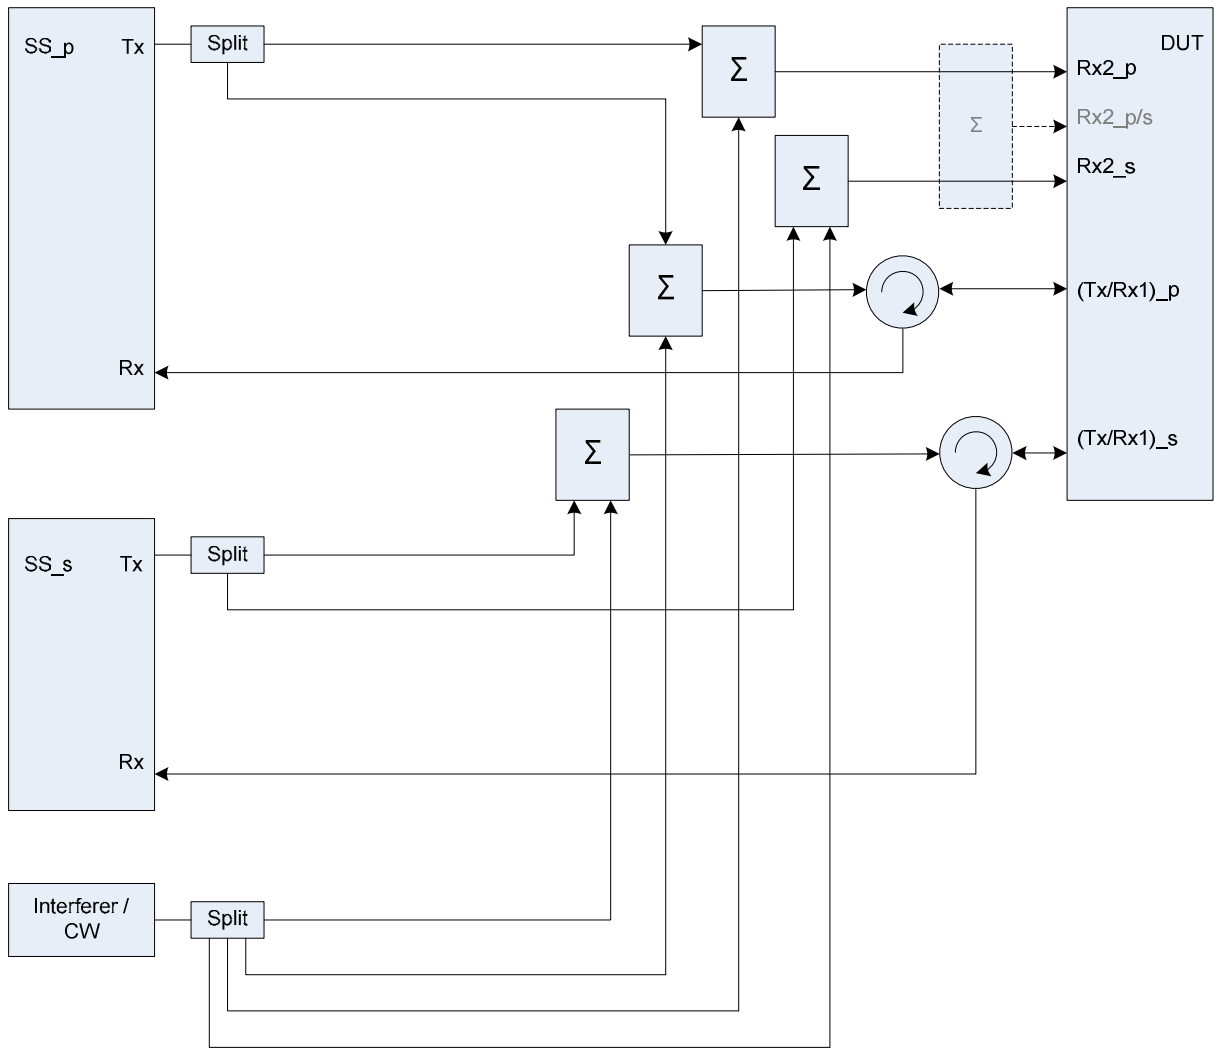 SS_p
Tx
Split
Σ
DUT
Rx2_p
Σ
Rx2_p/s
Σ
Rx2_s
Σ
(Tx/Rx1)_p
Rx
Σ
(Tx/Rx1)_s
SS_s
Tx
Split
Rx
Interferer /
CW
Split